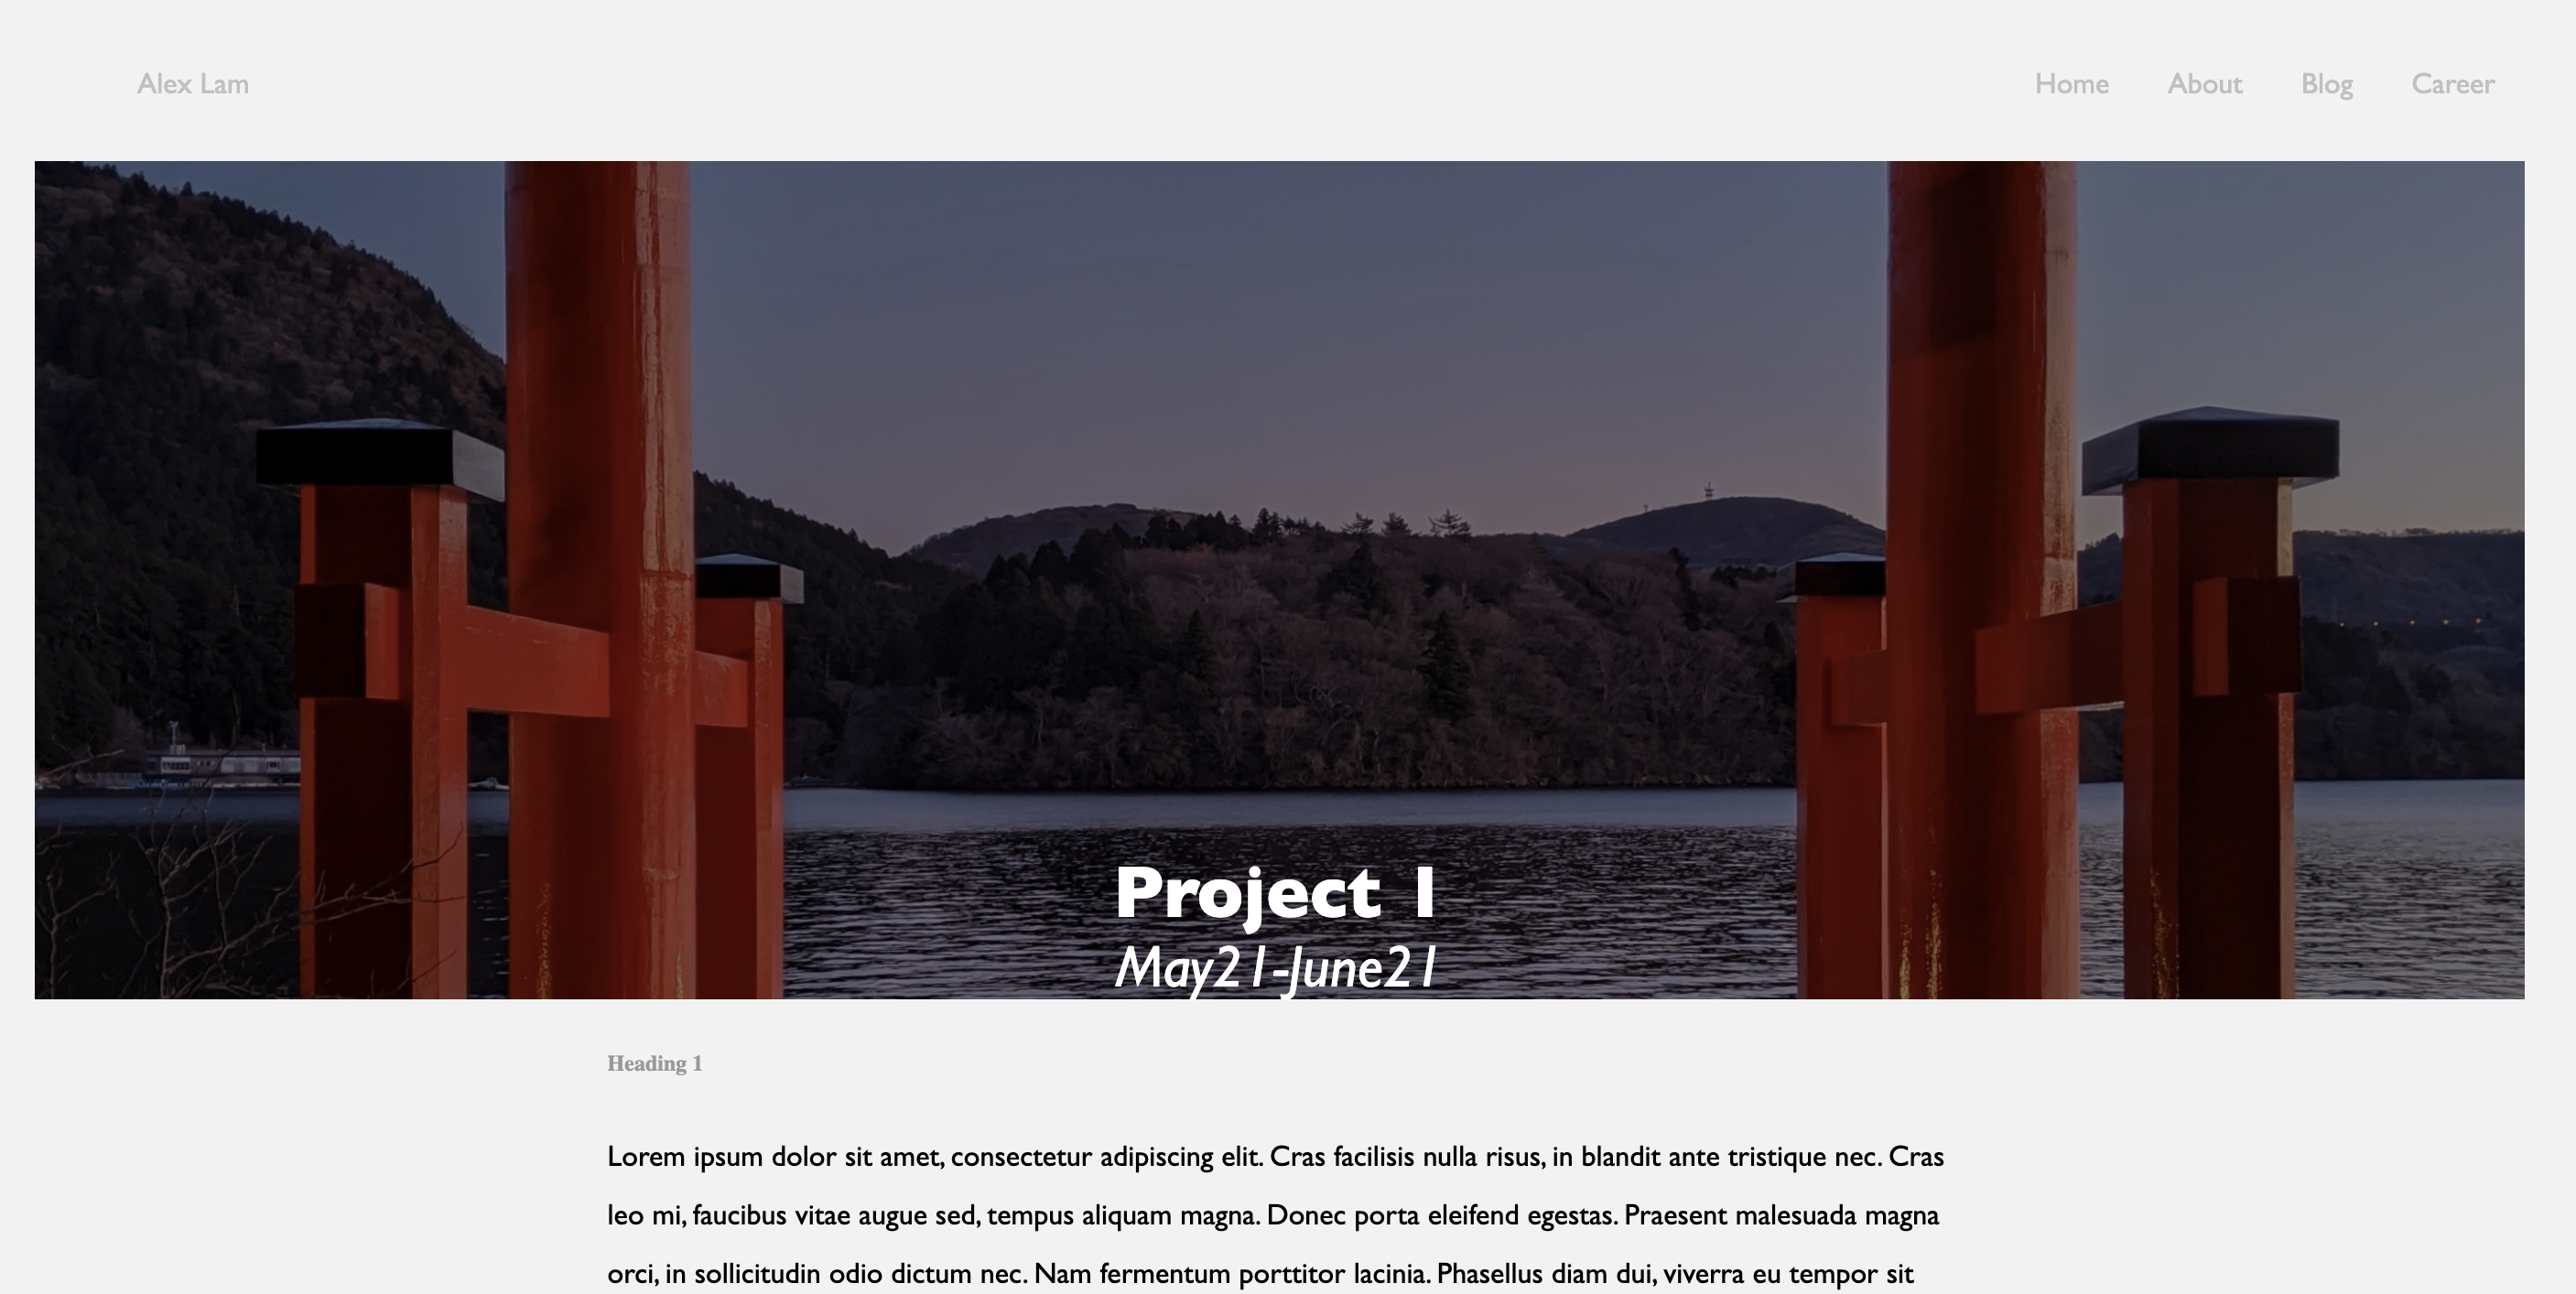 Alex Lam
Home About Blog Career
Project 1
May21-June21
Heading 1
Lorem ipsum dolor sit amet, consectetur adipiscing elit. Cras facilisis nulla risus, in blandit ante tristique nec. Cras
leo mi, faucibus vitae augue sed, tempus aliquam magna. Donec porta eleifend egestas. Praesent malesuada magna
orci, in sollicitudin odio dictum nec. Nam fermentum porttitor lacinia. Phasellus diam dui, viverra eu tempor sit